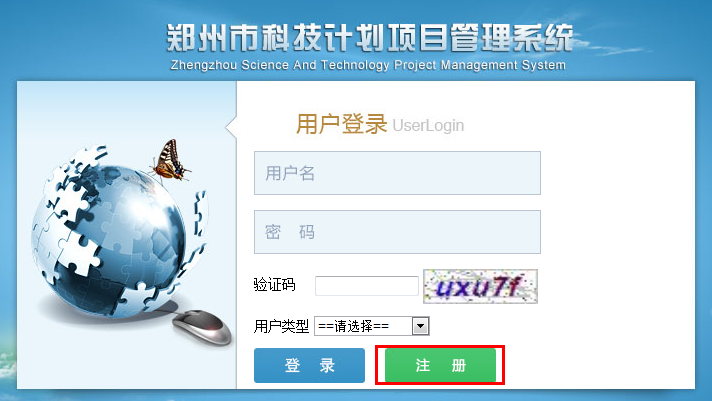 郑州市科技计划项目管理系统
Zhengzhou Science And Technology Project Management System
用户登录 UserLogin
用户名
密 码
验证码 uxu7f
用户类型 ==请选择==
登 录 注 册